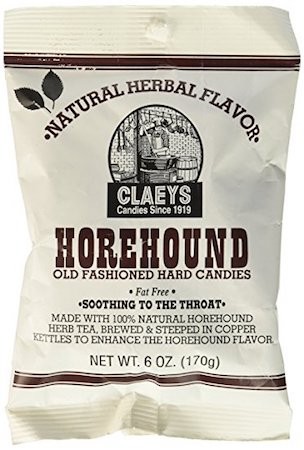 •NATURAL HERBAL FLAVOR•
CLAEYS
Candies Since 1919
HOREHOUND
OLD FASHIONED HARD CANDIES
• Fat Free •
•SOOTHING TO THE THROAT•
MADE WITH 100% NATURAL HOREHOUND
HERB TEA, BREWED & STEEPED IN COPPER
KETTLES TO ENHANCE THE HOREHOUND FLAVOR.
NET WT. 6 OZ. (170g)